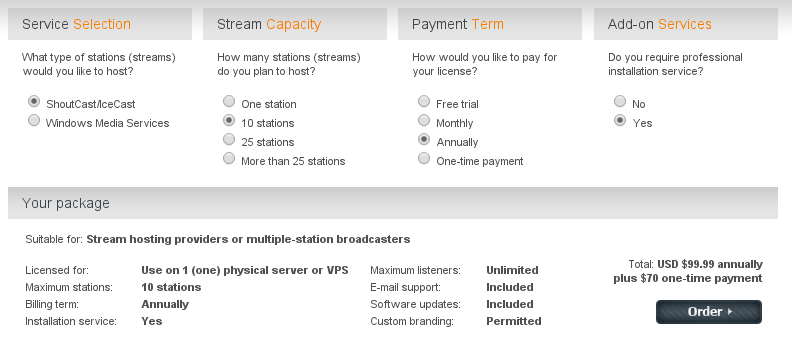 Service Selection
What type of stations (streams)
would you like to host?
ShoutCast/IceCast
Windows Media Services
Stream Capacity
How many stations (streams)
do you plan to host?
One station
10 stations
25 stations
More than 25 stations
Payment Term
How would you like to pay for
your license?
Free trial
Monthly
Annually
One-time payment
Add-on Services
Do you require professional
installation service?
No
Yes
Your package
Suitable for: Stream hosting providers or multiple-station broadcasters
Licensed for: Use on 1 (one) physical server or VPS
Maximum stations: 10 stations
Billing term: Annually
Installation service: Yes
Maximum listeners: Unlimited
E-mail support: Included
Software updates: Included
Custom branding: Permitted
Total: USD $99.99 annually
plus $70 one-time payment
Order